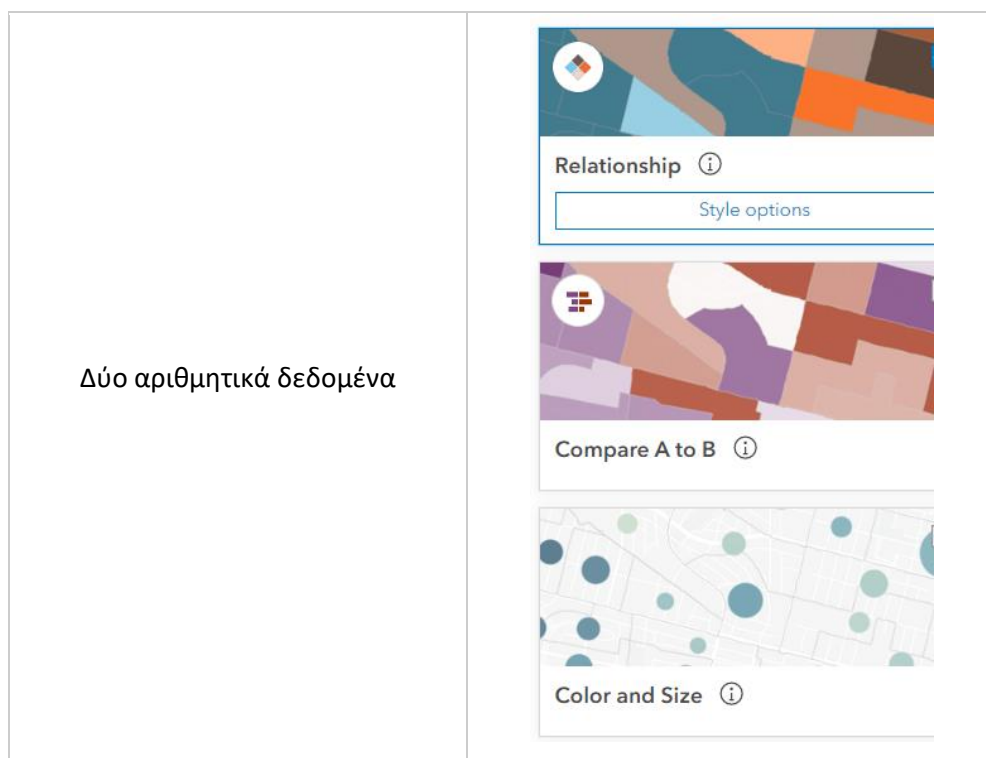 Δύο αριθμητικά δεδομένα
Relationship
Style options
Compare A to B
Color and Size